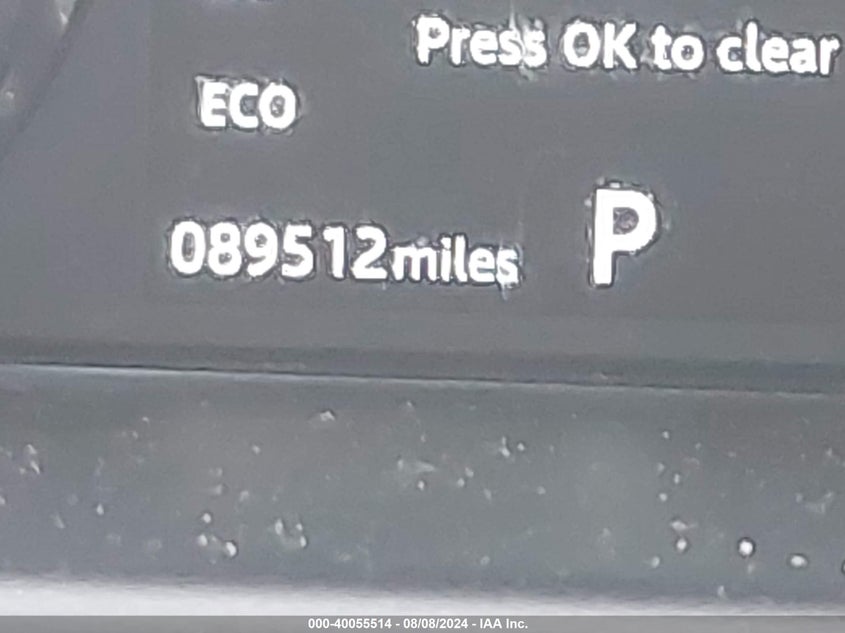 Press OK to clear
ECO
089512miles P
000-40055514 - 08/08/2024 - IAA Inc.